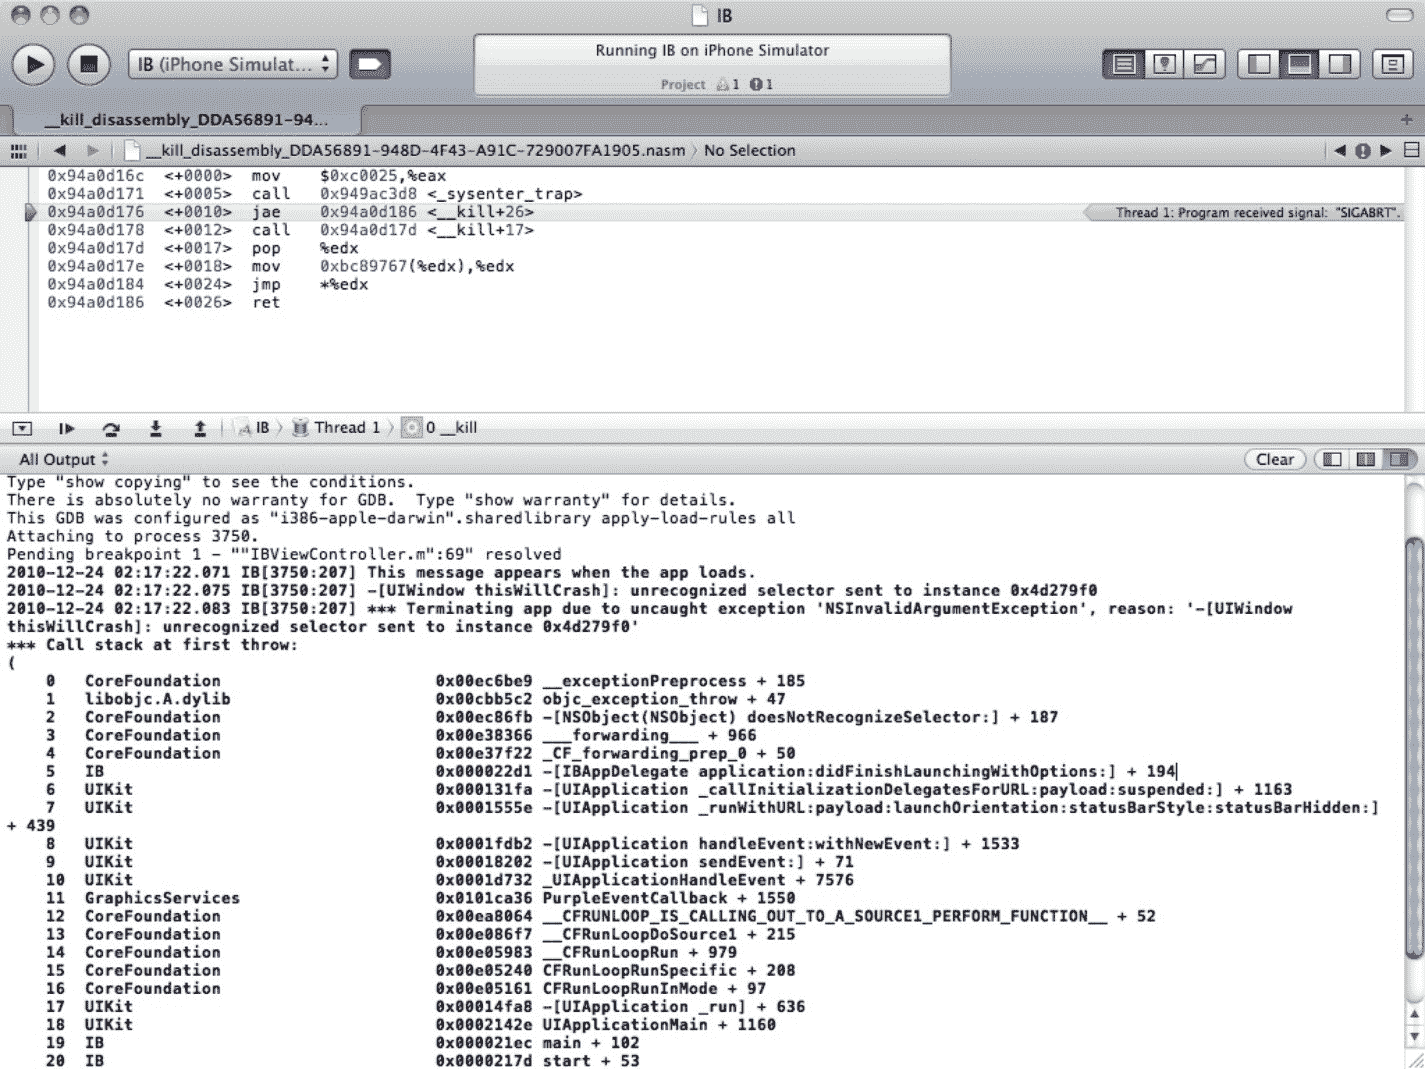 IB
IB (iPhone Simulat...
Running IB on iPhone Simulator
Project 1 1
__kill_disassembly_DDA56891-94...
__kill_disassembly_DDA56891-948D-4F43-A91C-729007FA1905.nasm No Selection
0x94a0d16c <+0000> mov $0xc0025,%eax
0x94a0d171 <+0005> call 0x949ac3d8 <_sysenter_trap>
0x94a0d176 <+0010> jae 0x94a0d186 <__kill+26> Thread 1: Program received signal: "SIGABRT".
0x94a0d178 <+0012> call 0x94a0d17d <__kill+17>
0x94a0d17d <+0017> pop %edx
0x94a0d17e <+0018> mov 0xbc89767(%edx),%edx
0x94a0d184 <+0024> jmp *%edx
0x94a0d186 <+0026> ret
IB Thread 1 0 __kill
All Output Clear
Type "show copying" to see the conditions.
There is absolutely no warranty for GDB. Type "show warranty" for details.
This GDB was configured as "i386-apple-darwin".sharedlibrary apply-load-rules all
Attaching to process 3750.
Pending breakpoint 1 - ""IBViewController.m":69" resolved
2010-12-24 02:17:22.071 IB[3750:207] This message appears when the app loads.
2010-12-24 02:17:22.075 IB[3750:207] -[UIWindow thisWillCrash]: unrecognized selector sent to instance 0x4d279f0
2010-12-24 02:17:22.083 IB[3750:207] *** Terminating app due to uncaught exception 'NSInvalidArgumentException', reason: '-[UIWindow
thisWillCrash]: unrecognized selector sent to instance 0x4d279f0'
*** Call stack at first throw:
(
0 CoreFoundation 0x00ec6be9 __exceptionPreprocess + 185
1 libobjc.A.dylib 0x00cbb5c2 objc_exception_throw + 47
2 CoreFoundation 0x00ec86fb -[NSObject(NSObject) doesNotRecognizeSelector:] + 187
3 CoreFoundation 0x00e38366 ___forwarding___ + 966
4 CoreFoundation 0x00e37f22 _CF_forwarding_prep_0 + 50
5 IB 0x000022d1 -[IBAppDelegate application:didFinishLaunchingWithOptions:] + 194
6 UIKit 0x000131fa -[UIApplication _callInitializationDelegatesForURL:payload:suspended:] + 1163
7 UIKit 0x0001555e -[UIApplication _runWithURL:payload:launchOrientation:statusBarStyle:statusBarHidden:]
+ 439
8 UIKit 0x0001fdb2 -[UIApplication handleEvent:withNewEvent:] + 1533
9 UIKit 0x00018202 -[UIApplication sendEvent:] + 71
10 UIKit 0x0001d732 _UIApplicationHandleEvent + 7576
11 GraphicsServices 0x0101ca36 PurpleEventCallback + 1550
12 CoreFoundation 0x00ea8064 __CFRUNLOOP_IS_CALLING_OUT_TO_A_SOURCE1_PERFORM_FUNCTION__ + 52
13 CoreFoundation 0x00e086f7 __CFRunLoopDoSource1 + 215
14 CoreFoundation 0x00e05983 __CFRunLoopRun + 979
15 CoreFoundation 0x00e05240 CFRunLoopRunSpecific + 208
16 CoreFoundation 0x00e05161 CFRunLoopRunInMode + 97
17 UIKit 0x00014fa8 -[UIApplication _run] + 636
18 UIKit 0x0002142e UIApplicationMain + 1160
19 IB 0x000021ec main + 102
20 IB 0x0000217d start + 53